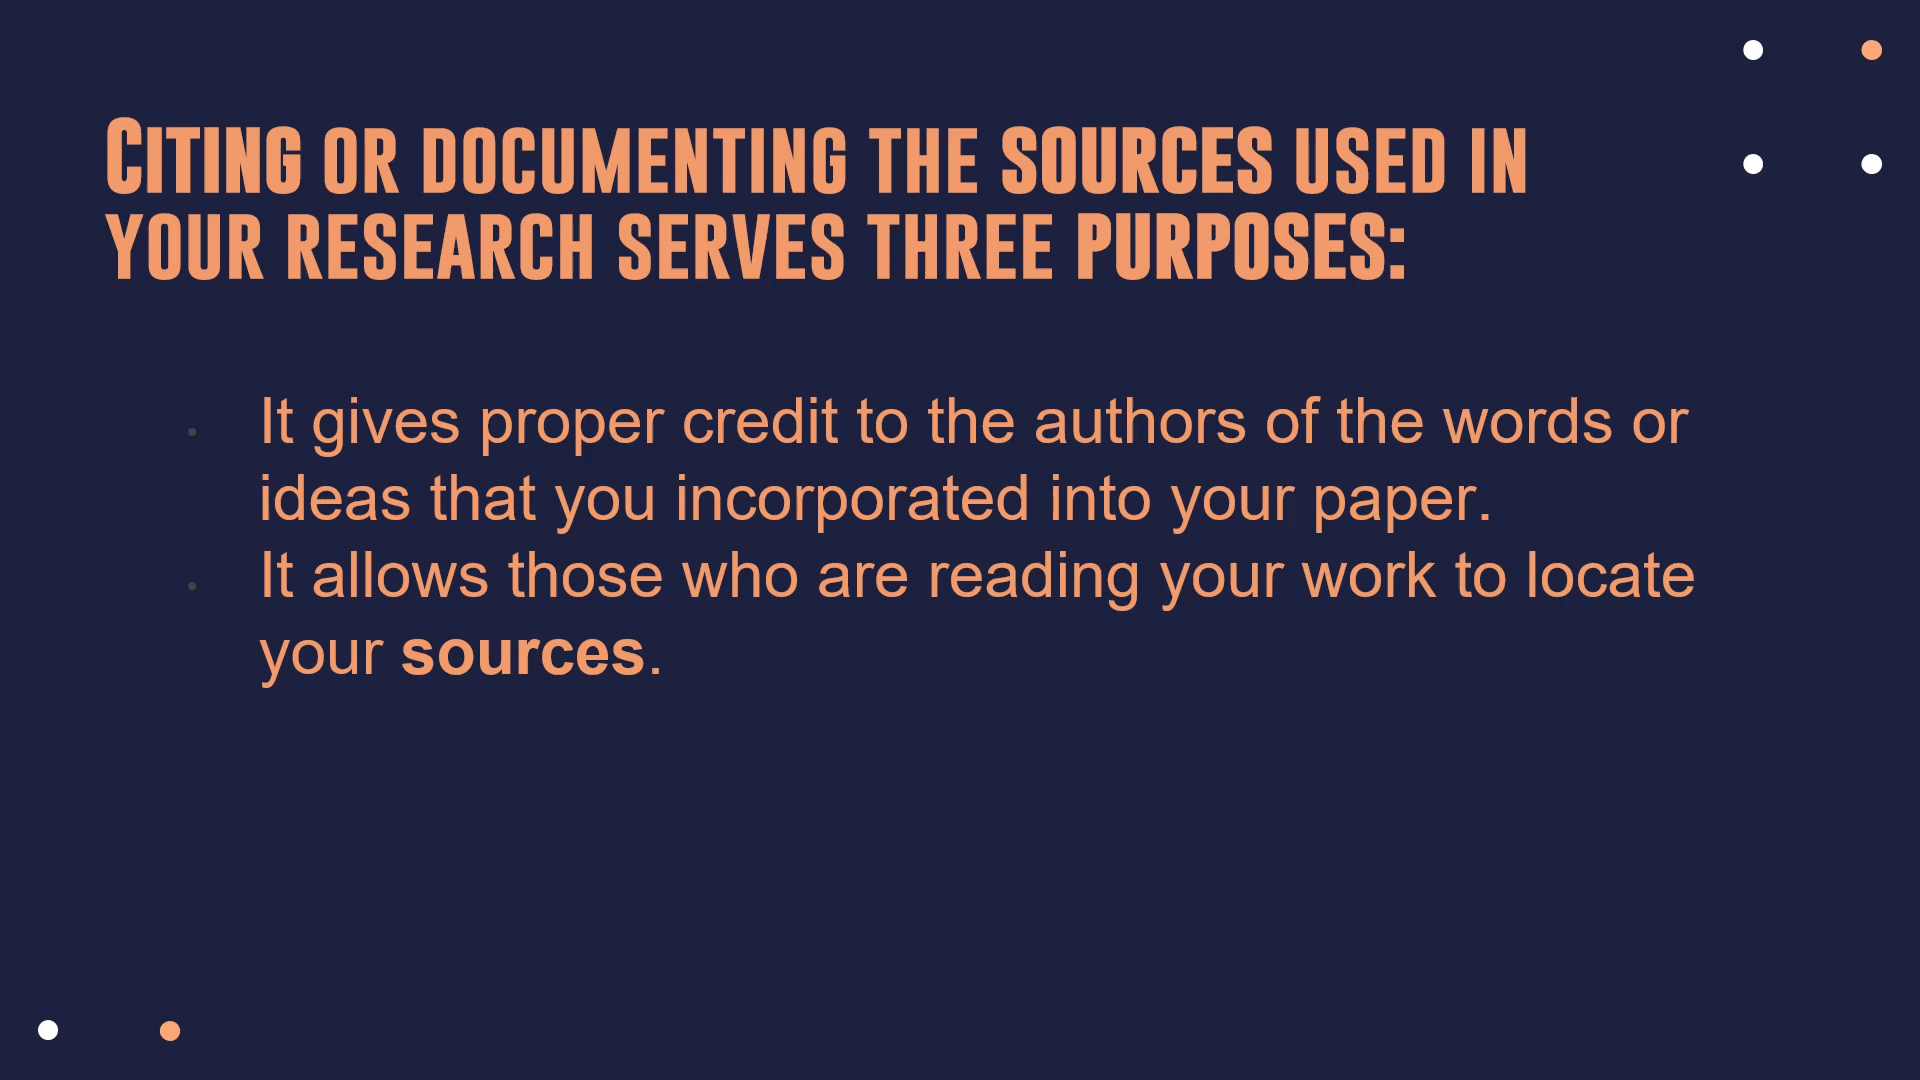 Citing or documenting the sources used in
your research serves three purposes:
It gives proper credit to the authors of the words or
ideas that you incorporated into your paper.
It allows those who are reading your work to locate
your sources.